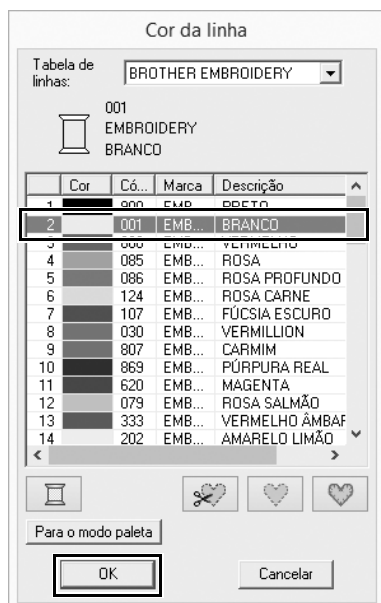 Cor da linha
Tabela de linhas: BROTHER EMBROIDERY
001
EMBROIDERY
BRANCO
Cor Có... Marca Descrição
1 900 EMB PRETO
2 001 EMB... BRANCO
3 VERMELHO
4 085 EMB... ROSA
5 086 EMB... ROSA PROFUNDO
6 124 EMB... ROSA CARNE
7 107 EMB... FÚCSIA ESCURO
8 030 EMB... VERMILLION
9 807 EMB... CARMIM
10 869 EMB... PÚRPURA REAL
11 620 EMB... MAGENTA
12 079 EMB... ROSA SALMÃO
13 333 EMB... VERMELHO ÂMBAF
14 202 EMB... AMARELO LIMÃO
Para o modo paleta
OK Cancelar